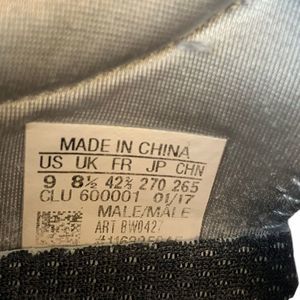 MADE IN CHINA
US UK FR JP CHN
9 8½ 42⅔ 270 265
CLU 600001 01/17
MALE/MALE
ART BW0427